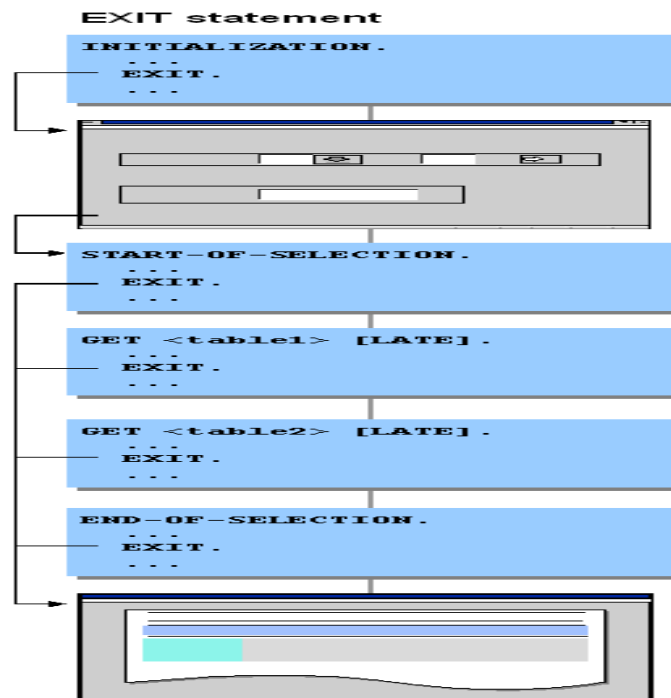 EXIT statement
INITIALIZATION.
...
EXIT.
...
START-OF-SELECTION.
...
EXIT.
...
GET <table1> [LATE].
...
EXIT.
...
GET <table2> [LATE].
...
EXIT.
...
END-OF-SELECTION.
...
EXIT.
...